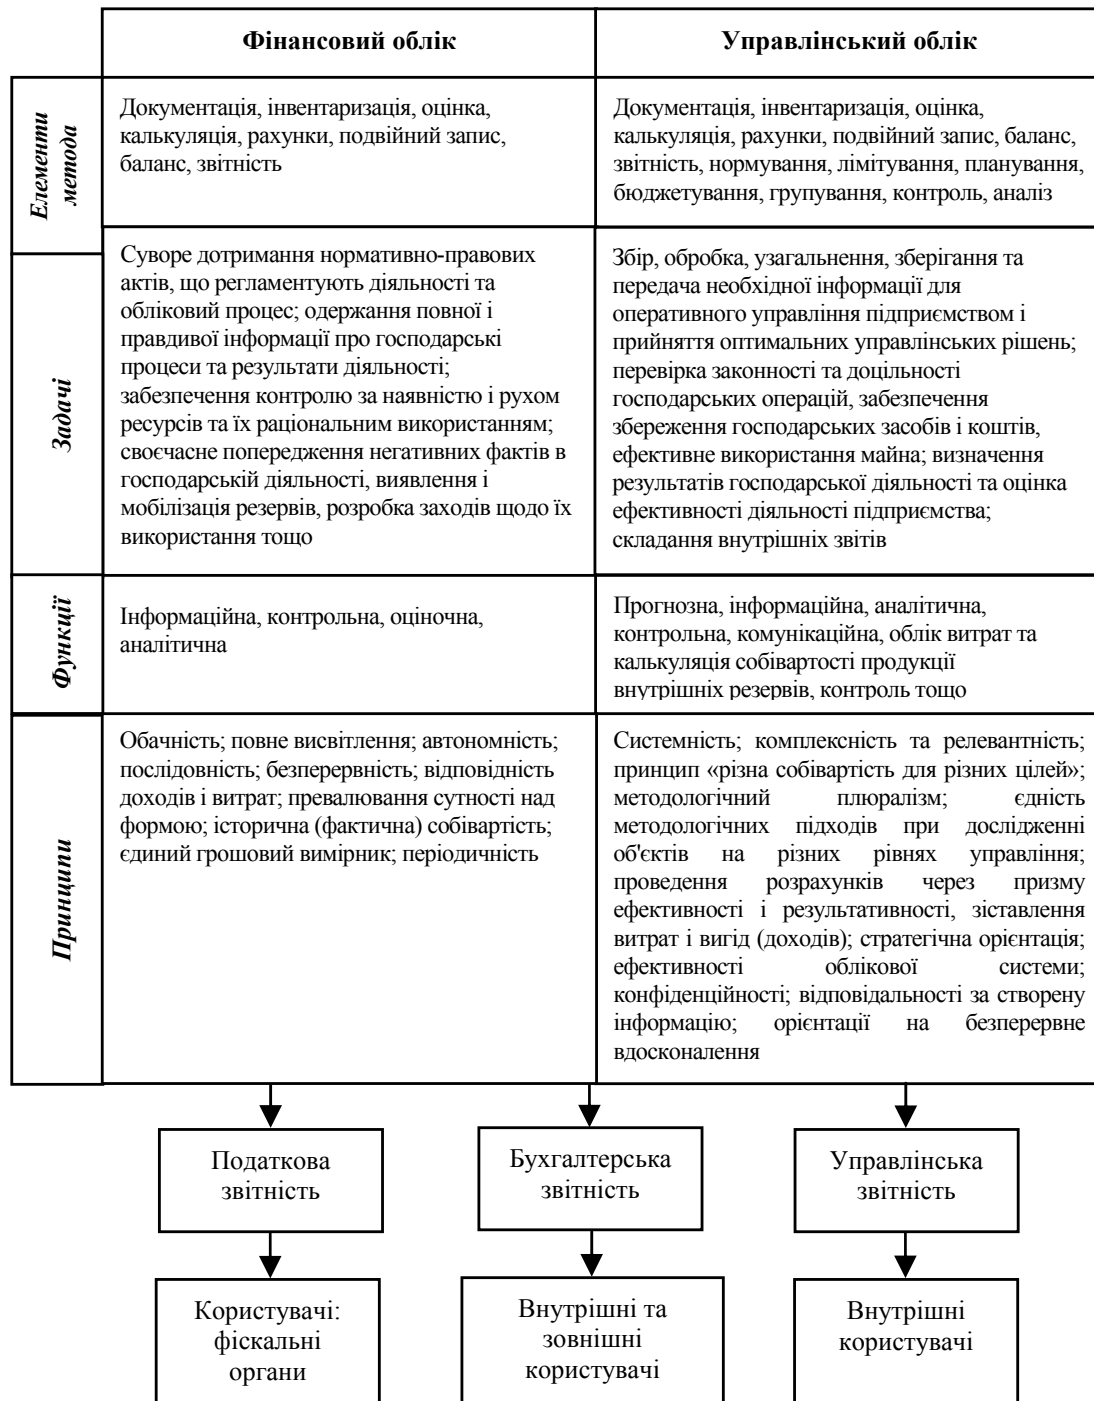 Фінансовий облік
Управлінський облік
Елементи
метода
Документація, інвентаризація, оцінка,
калькуляція, рахунки, подвійний запис,
баланс, звітність
Документація, інвентаризація, оцінка,
калькуляція, рахунки, подвійний запис, баланс,
звітність, нормування, лімітування, планування,
бюджетування, групування, контроль, аналіз
Задачі
Суворе дотримання нормативно-правових
актів, що регламентують діяльності та
обліковий процес; одержання повної і
правдивої інформації про господарські
процеси та результати діяльності;
забезпечення контролю за наявністю і рухом
ресурсів та їх раціональним використанням;
своєчасне попередження негативних фактів в
господарській діяльності, виявлення і
мобілізація резервів, розробка заходів щодо їх
використання тощо
Збір, обробка, узагальнення, зберігання та
передача необхідної інформації для
оперативного управління підприємством і
прийняття оптимальних управлінських рішень;
перевірка законності та доцільності
господарських операцій, забезпечення
збереження господарських засобів і коштів,
ефективне використання майна; визначення
результатів господарської діяльності та оцінка
ефективності діяльності підприємства;
складання внутрішніх звітів
Функції
Інформаційна, контрольна, оціночна,
аналітична
Прогнозна, інформаційна, аналітична,
контрольна, комунікаційна, облік витрат та
калькуляція собівартості продукції
внутрішніх резервів, контроль тощо
Принципи
Обачність; повне висвітлення; автономність;
послідовність; безперервність; відповідність
доходів і витрат; превалювання сутності над
формою; історична (фактична) собівартість;
єдиний грошовий вимірник; періодичність
Системність; комплексність та релевантність;
принцип «різна собівартість для різних цілей»;
методологічний плюралізм; єдність
методологічних підходів при дослідженні
об'єктів на різних рівнях управління;
проведення розрахунків через призму
ефективності і результативності, зіставлення
витрат і вигід (доходів); стратегічна орієнтація;
ефективності облікової системи;
конфіденційності; відповідальності за створену
інформацію; орієнтації на безперервне
вдосконалення
Податкова
звітність
Бухгалтерська
звітність
Управлінська
звітність
Користувачі:
фіскальні
органи
Внутрішні та
зовнішні
користувачі
Внутрішні
користувачі